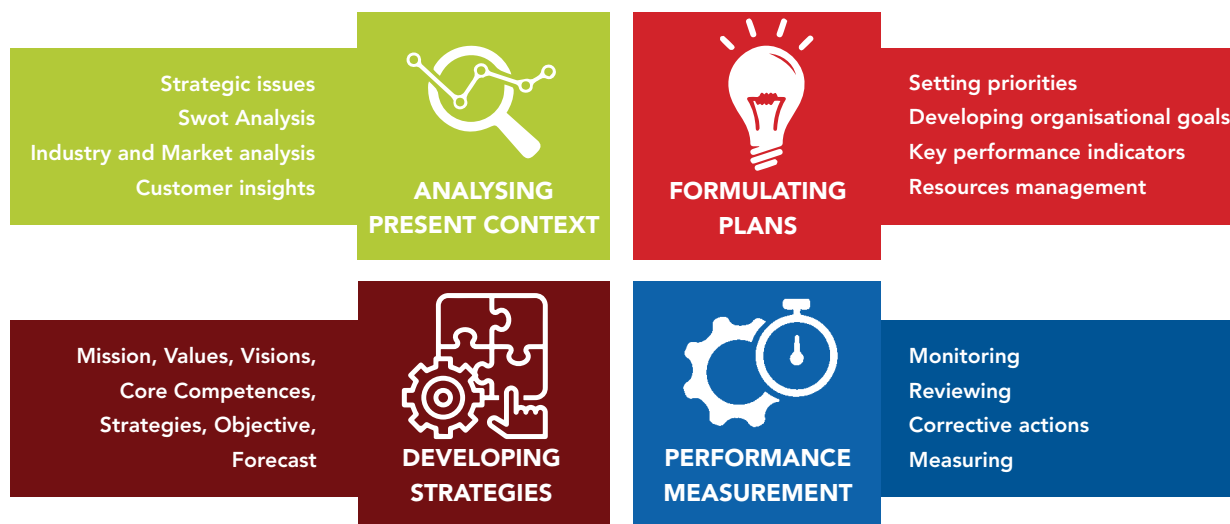 Strategic issues
Swot Analysis
Industry and Market analysis
Customer insights
ANALYSING
PRESENT CONTEXT
FORMULATING
PLANS
Setting priorities
Developing organisational goals
Key performance indicators
Resources management
Mission, Values, Visions,
Core Competences,
Strategies, Objective,
Forecast
DEVELOPING
STRATEGIES
PERFORMANCE
MEASUREMENT
Monitoring
Reviewing
Corrective actions
Measuring